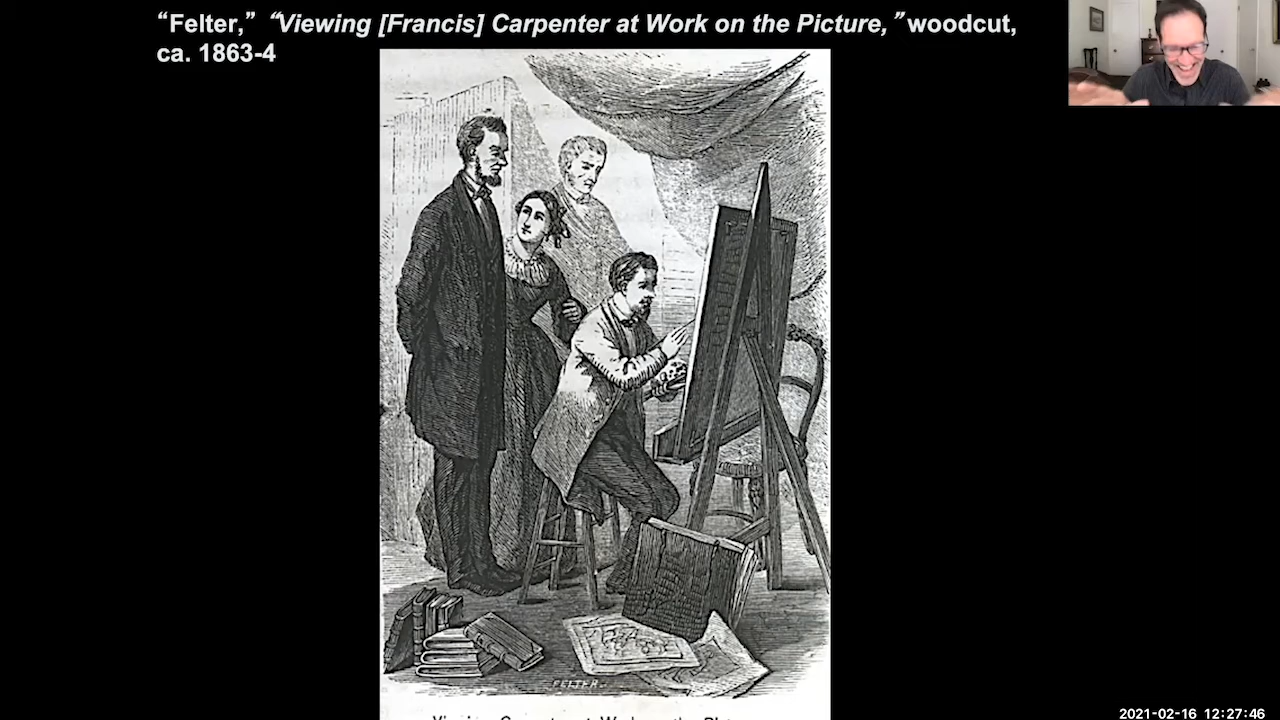 “Felter,” “Viewing [Francis] Carpenter at Work on the Picture,” woodcut,
ca. 1863-4
FELTER.
2021-02-16 12:27:46